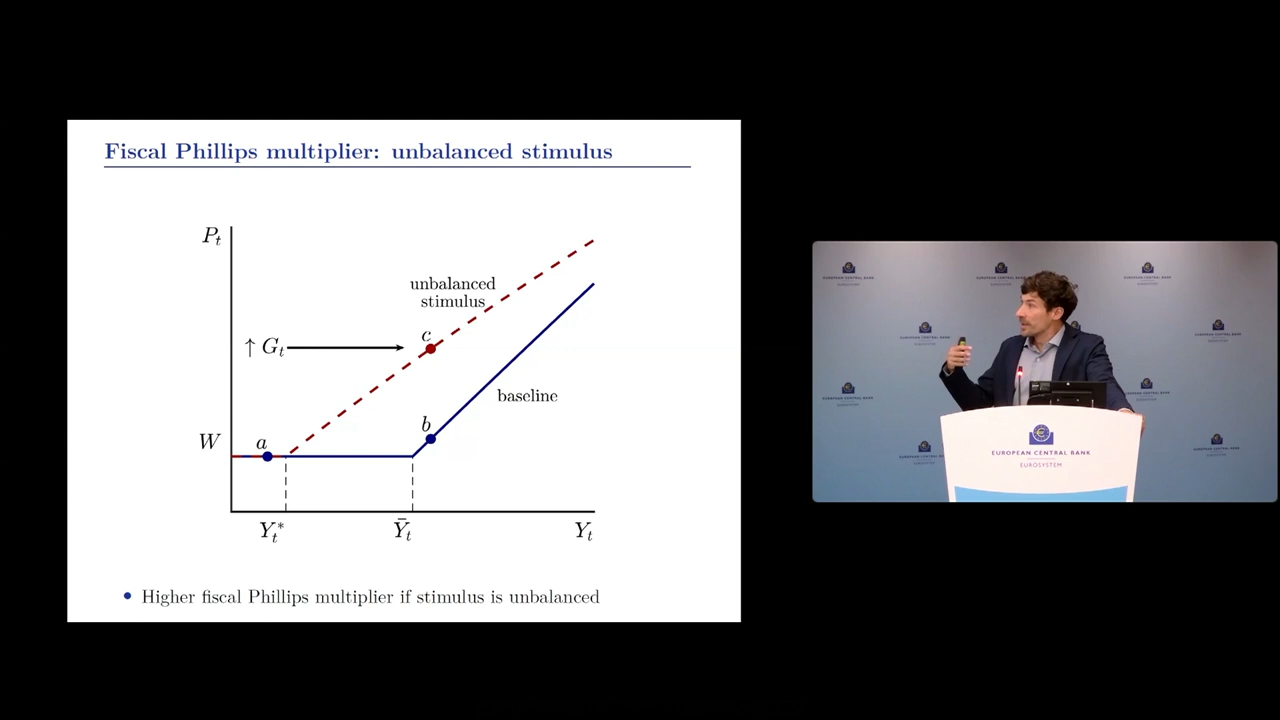 Fiscal Phillips multiplier: unbalanced stimulus
P_t
unbalanced
stimulus
↑ G_t
c
baseline
b
W
a
Y_t^*
Ȳ_t
Y_t
• Higher fiscal Phillips multiplier if stimulus is unbalanced
EUROPEAN CENTRAL BANK
EUROSYSTEM